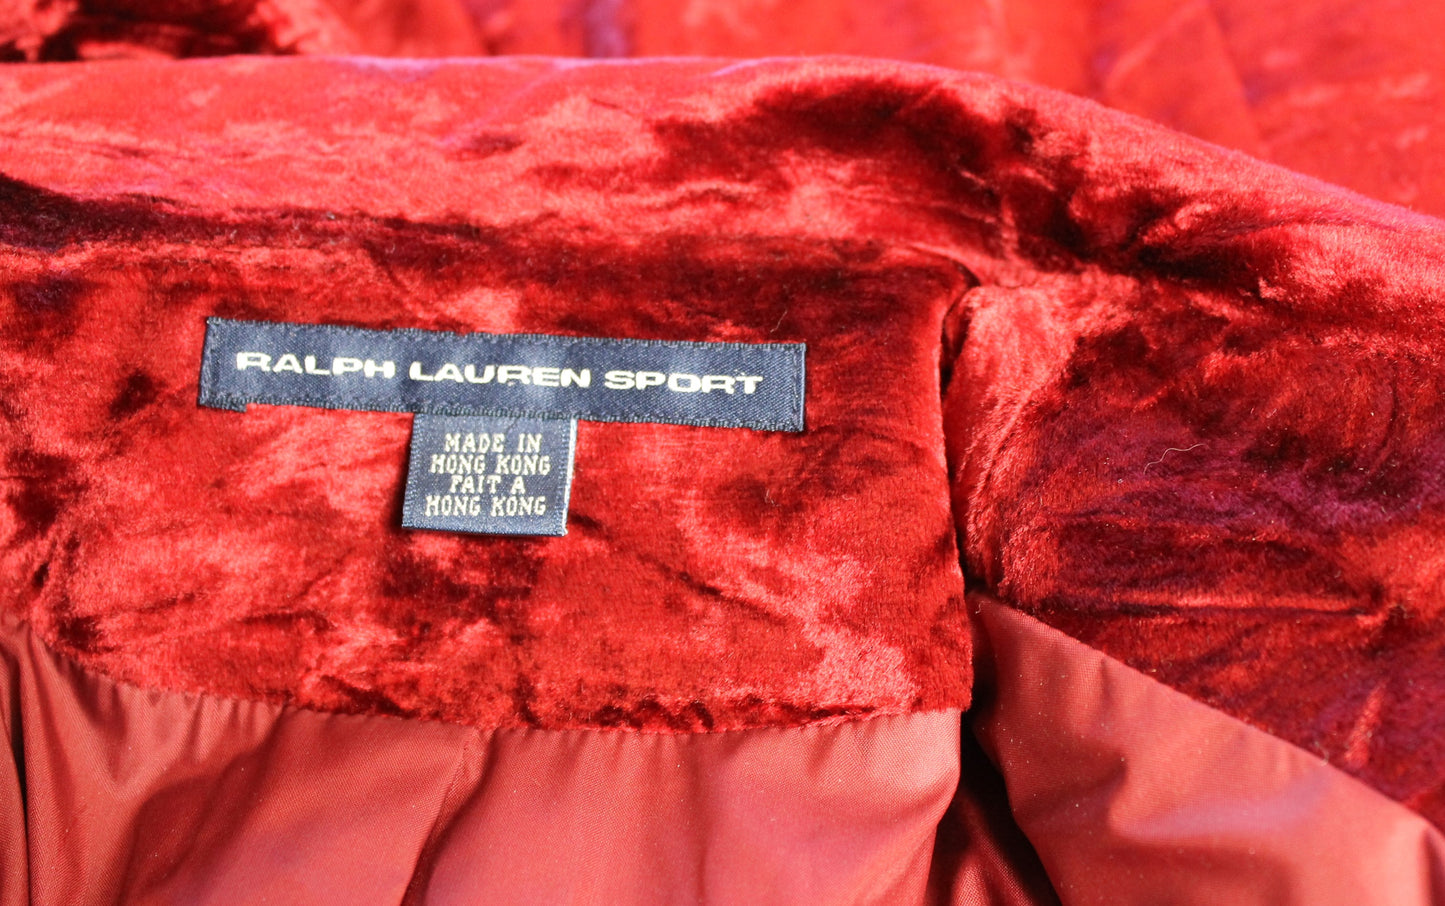 RALPH LAUREN SPORT
MADE IN
HONG KONG
FAIT A
HONG KONG